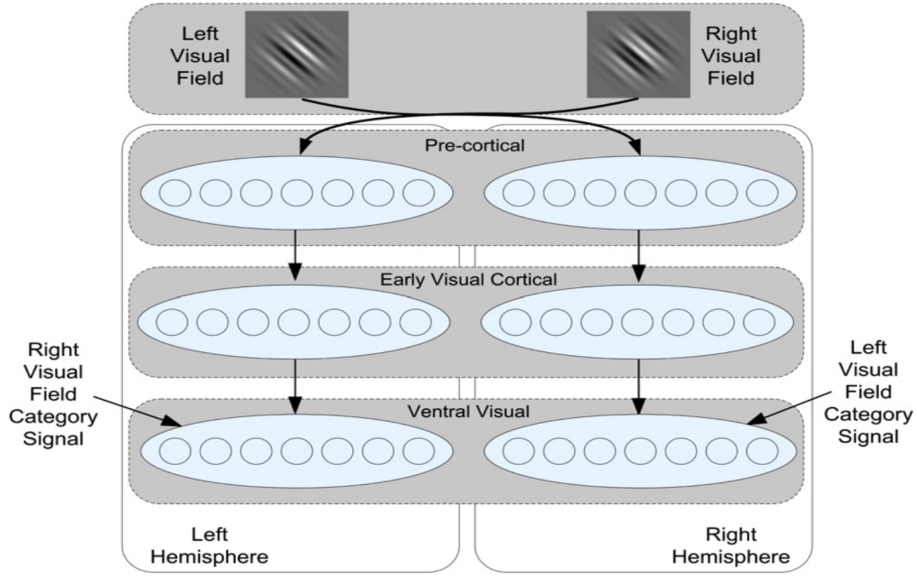 Left
Visual
Field
Right
Visual
Field
Pre-cortical
Early Visual Cortical
Right
Visual
Field
Category
Signal
Left
Visual
Field
Category
Signal
Ventral Visual
Left
Hemisphere
Right
Hemisphere